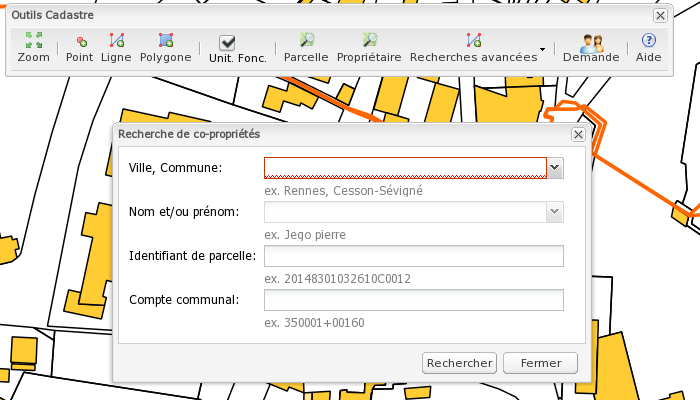 Outils Cadastre
Zoom Point Ligne Polygone Unit. Fonc. Parcelle Propriétaire Recherches avancées Demande Aide
Recherche de co-propriétés
Ville, Commune:
ex. Rennes, Cesson-Sévigné
Nom et/ou prénom:
ex. Jego pierre
Identifiant de parcelle:
ex. 20148301032610C0012
Compte communal:
ex. 350001+00160
Rechercher Fermer